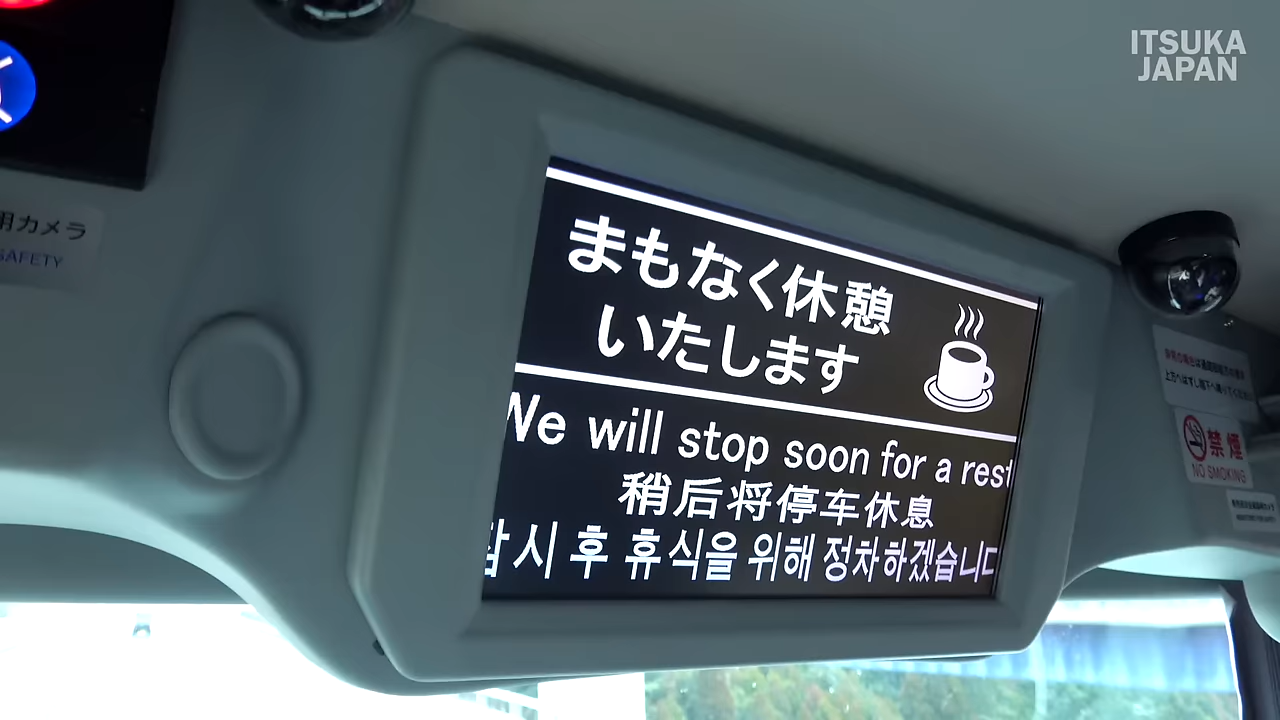 ITSUKA
JAPAN
用カメラ
SAFETY
まもなく休憩
いたします
We will stop soon for a rest
稍后将停车休息
잠시 후 휴식을 위해 정차하겠습니다
禁煙
NO SMOKING